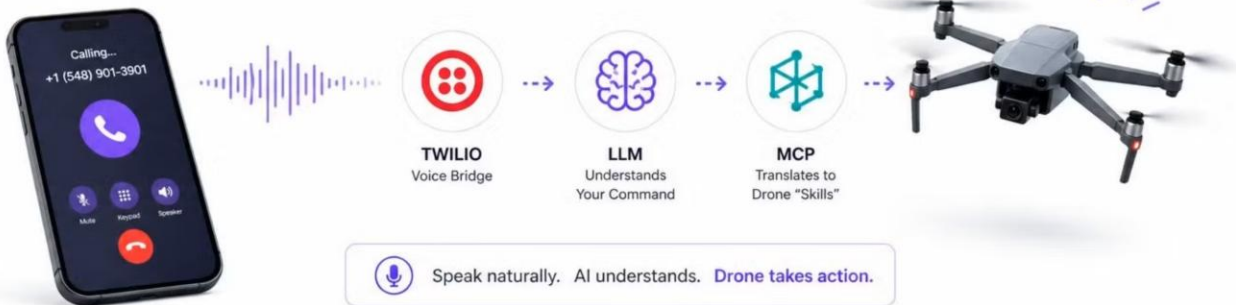 Calling...
+1 (548) 901-3901
Mute
Keypad
Speaker
TWILIO
Voice Bridge
LLM
Understands
Your Command
MCP
Translates to
Drone “Skills”
Speak naturally. AI understands. Drone takes action.